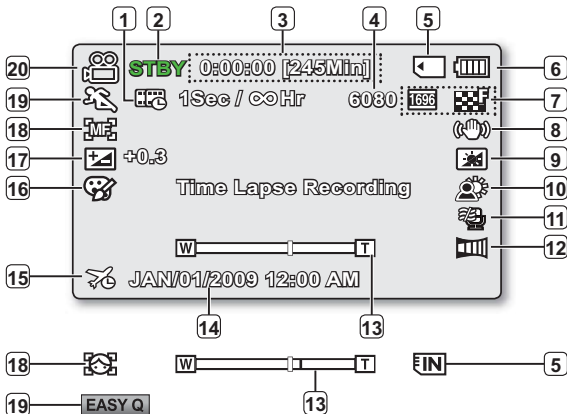 1 2 3 4 5
20 STBY 0:00:00 [245Min] 6
19 1Sec / ∞Hr 6080 1696 F 7
18 MF 8
17 +0.3 9
16 Time Lapse Recording 10
11
W T 12
15 JAN/01/2009 12:00 AM 13
14
18 W T IN 5
19 EASY Q 13